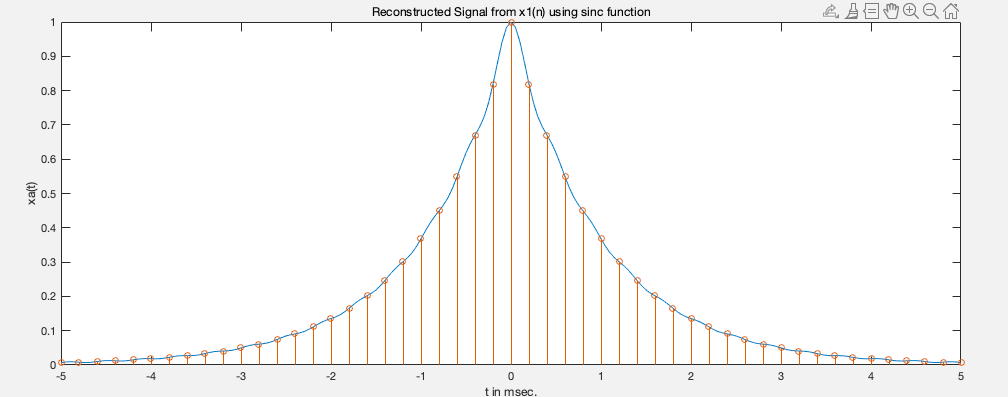 Reconstructed Signal from x1(n) using sinc function
1
0.9
0.8
0.7
0.6
0.5
0.4
0.3
0.2
0.1
0
xa(t)
-5 -4 -3 -2 -1 0 1 2 3 4 5
t in msec.